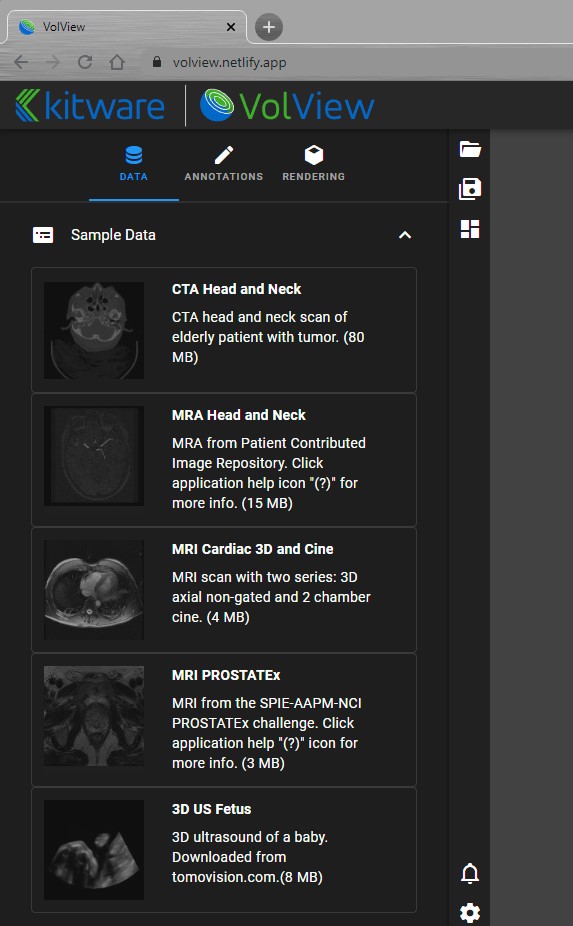 VolView
volview.netlify.app
kitware VolView
DATA ANNOTATIONS RENDERING
Sample Data
CTA Head and Neck
CTA head and neck scan of
elderly patient with tumor. (80
MB)
MRA Head and Neck
MRA from Patient Contributed
Image Repository. Click
application help icon "(?)" for
more info. (15 MB)
MRI Cardiac 3D and Cine
MRI scan with two series: 3D
axial non-gated and 2 chamber
cine. (4 MB)
MRI PROSTATEx
MRI from the SPIE-AAPM-NCI
PROSTATEx challenge. Click
application help "(?)" icon for
more info. (3 MB)
3D US Fetus
3D ultrasound of a baby.
Downloaded from
tomovision.com.(8 MB)